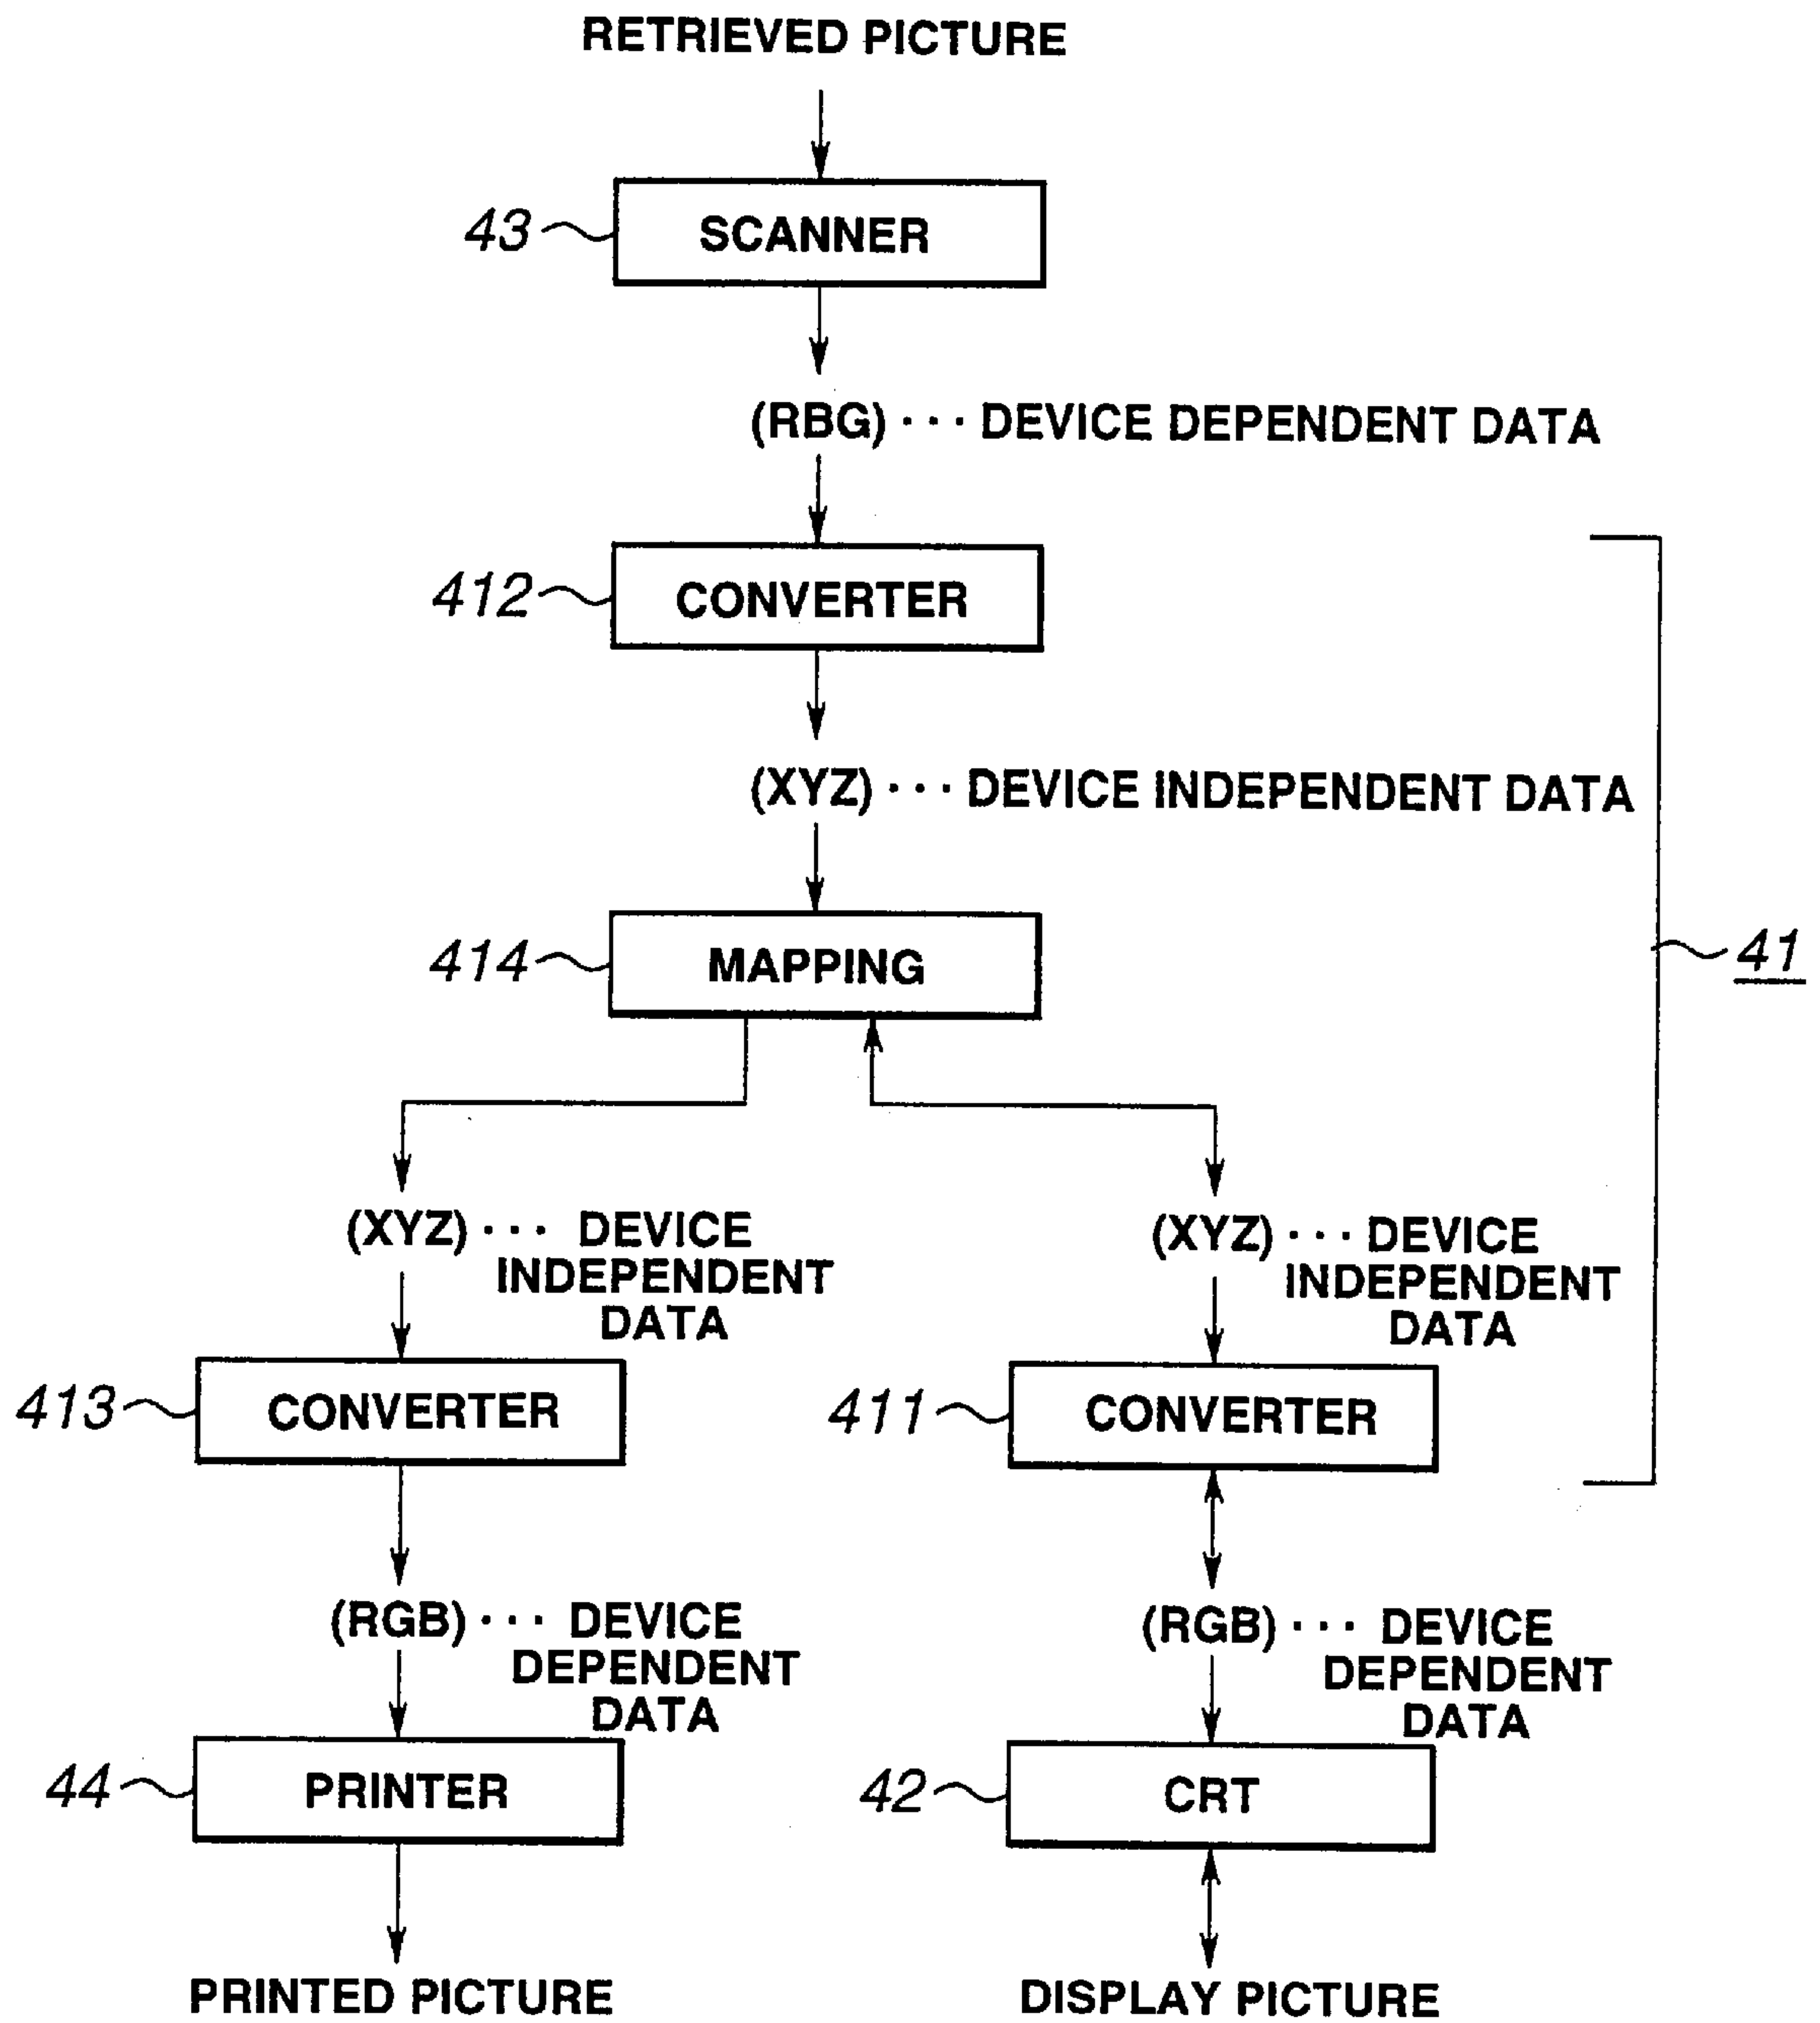 RETRIEVED PICTURE
43 SCANNER
(RBG) ··· DEVICE DEPENDENT DATA
412 CONVERTER
(XYZ) ··· DEVICE INDEPENDENT DATA
414 MAPPING
41
(XYZ) ··· DEVICE
INDEPENDENT
DATA
(XYZ) ··· DEVICE
INDEPENDENT
DATA
413 CONVERTER
411 CONVERTER
(RGB) ··· DEVICE
DEPENDENT
DATA
(RGB) ··· DEVICE
DEPENDENT
DATA
44 PRINTER
42 CRT
PRINTED PICTURE
DISPLAY PICTURE